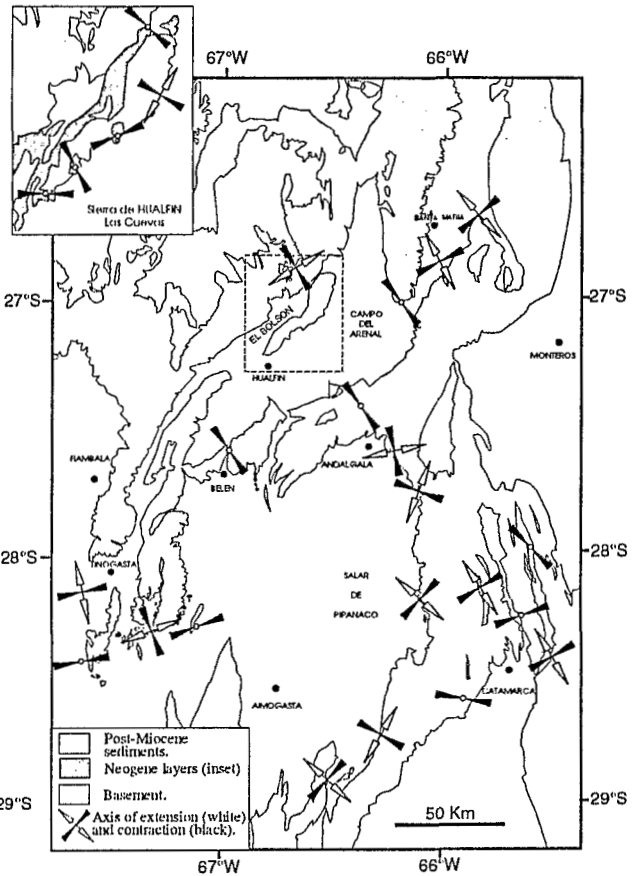 67°W
66°W
Sierra de HUALFIN
Las Cuevas
SANTA MARIA
27°S
27°S
CAMPO
DEL
ARENAL
EL BOLSON
MONTEROS
HUALFIN
FIAMBALA
ANDALGALA
BELEN
28°S
28°S
TINOGASTA
SALAR
DE
PIPANACO
CATAMARCA
AIMOGASTA
Post-Miocene
sediments.
Neogene layers (inset)
Basement.
Axis of extension (white)
and contraction (black).
50 Km
29°S
29°S
67°W
66°W